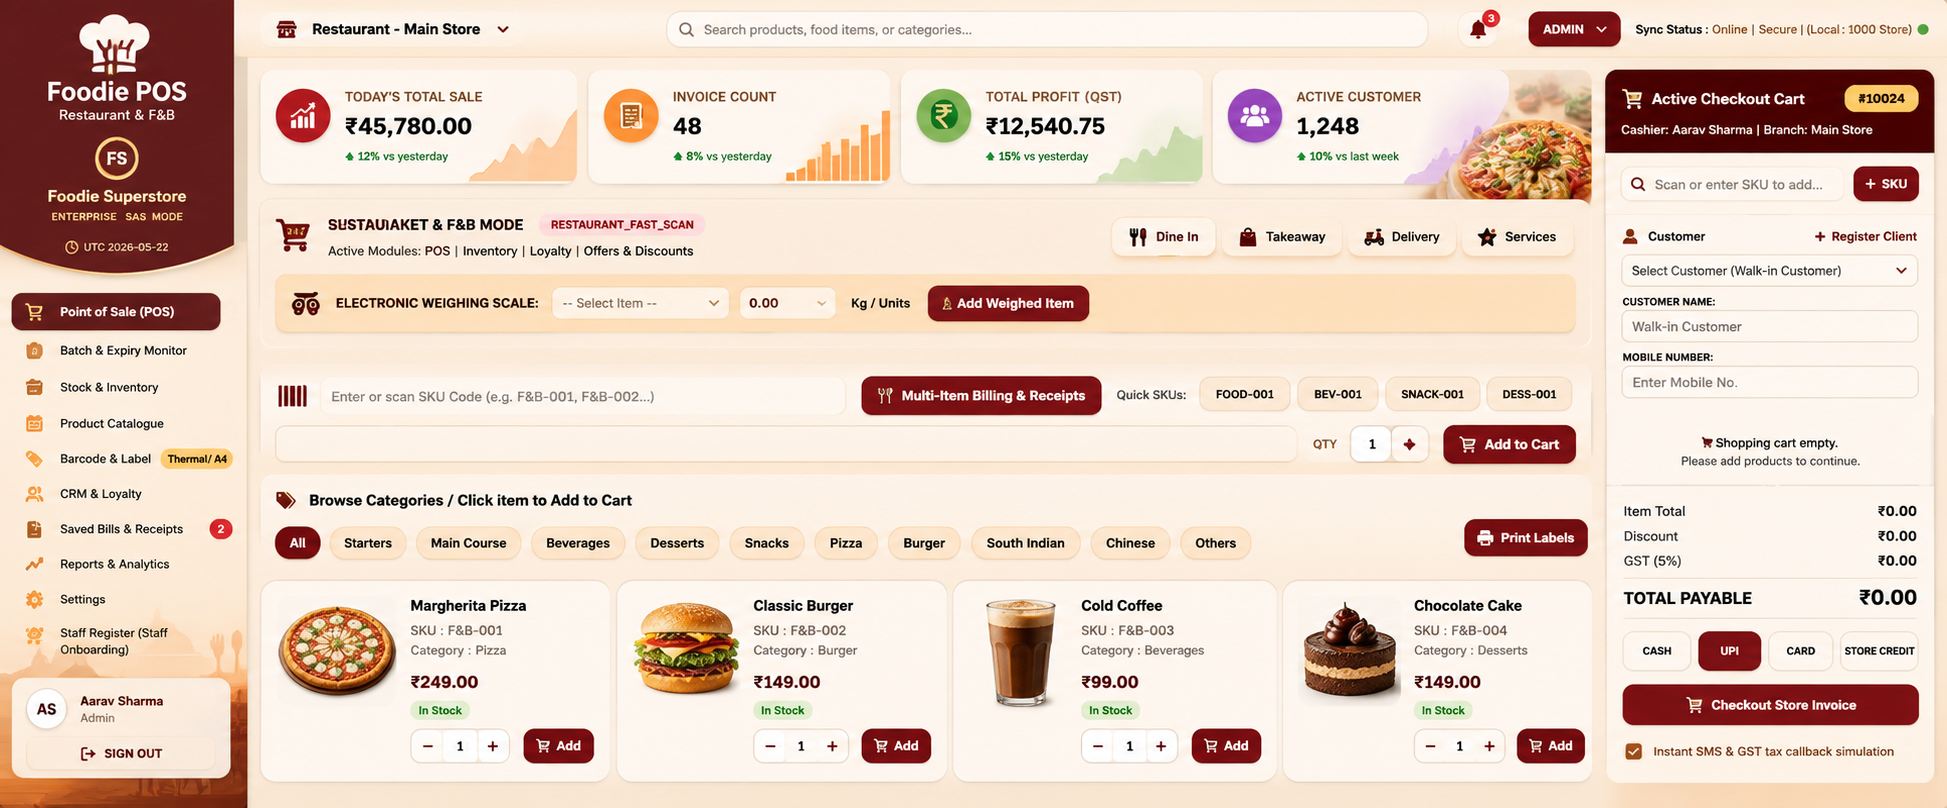 Foodie POS
Restaurant & F&B
FS
Foodie Superstore
ENTERPRISE SAS MODE
UTC 2026-05-22
Point of Sale (POS)
Batch & Expiry Monitor
Stock & Inventory
Product Catalogue
Barcode & Label Thermal/ A4
CRM & Loyalty
Saved Bills & Receipts 2
Reports & Analytics
Settings
Staff Register (Staff
Onboarding)
AS
Aarav Sharma
Admin
SIGN OUT
Restaurant - Main Store
Search products, food items, or categories...
3
ADMIN
Sync Status : Online | Secure | (Local : 1000 Store)
TODAY'S TOTAL SALE
₹45,780.00
12% vs yesterday
INVOICE COUNT
48
8% vs yesterday
TOTAL PROFIT (QST)
₹12,540.75
15% vs yesterday
ACTIVE CUSTOMER
1,248
10% vs last week
& F&B MODE RESTAURANT_FAST_SCAN
Active Modules: POS | Inventory | Loyalty | Offers & Discounts
Dine In
Takeaway
Delivery
Services
ELECTRONIC WEIGHING SCALE: -- Select Item -- 0.00 Kg / Units Add Weighed Item
Enter or scan SKU Code (e.g. F&B-001, F&B-002...)
Multi-Item Billing & Receipts
Quick SKUs: FOOD-001 BEV-001 SNACK-001 DESS-001
QTY 1 Add to Cart
Browse Categories / Click item to Add to Cart
All Starters Main Course Beverages Desserts Snacks Pizza Burger South Indian Chinese Others
Print Labels
Margherita Pizza
SKU : F&B-001
Category : Pizza
₹249.00
In Stock
− 1 + Add
Classic Burger
SKU : F&B-002
Category : Burger
₹149.00
In Stock
− 1 + Add
Cold Coffee
SKU : F&B-003
Category : Beverages
₹99.00
In Stock
− 1 + Add
Chocolate Cake
SKU : F&B-004
Category : Desserts
₹149.00
In Stock
− 1 + Add
Active Checkout Cart #10024
Cashier: Aarav Sharma | Branch: Main Store
Scan or enter SKU to add...
+ SKU
Customer + Register Client
Select Customer (Walk-in Customer)
CUSTOMER NAME:
Walk-in Customer
MOBILE NUMBER:
Enter Mobile No.
Shopping cart empty.
Please add products to continue.
Item Total ₹0.00
Discount ₹0.00
GST (5%) ₹0.00
TOTAL PAYABLE ₹0.00
CASH UPI CARD STORE CREDIT
Checkout Store Invoice
Instant SMS & GST tax callback simulation